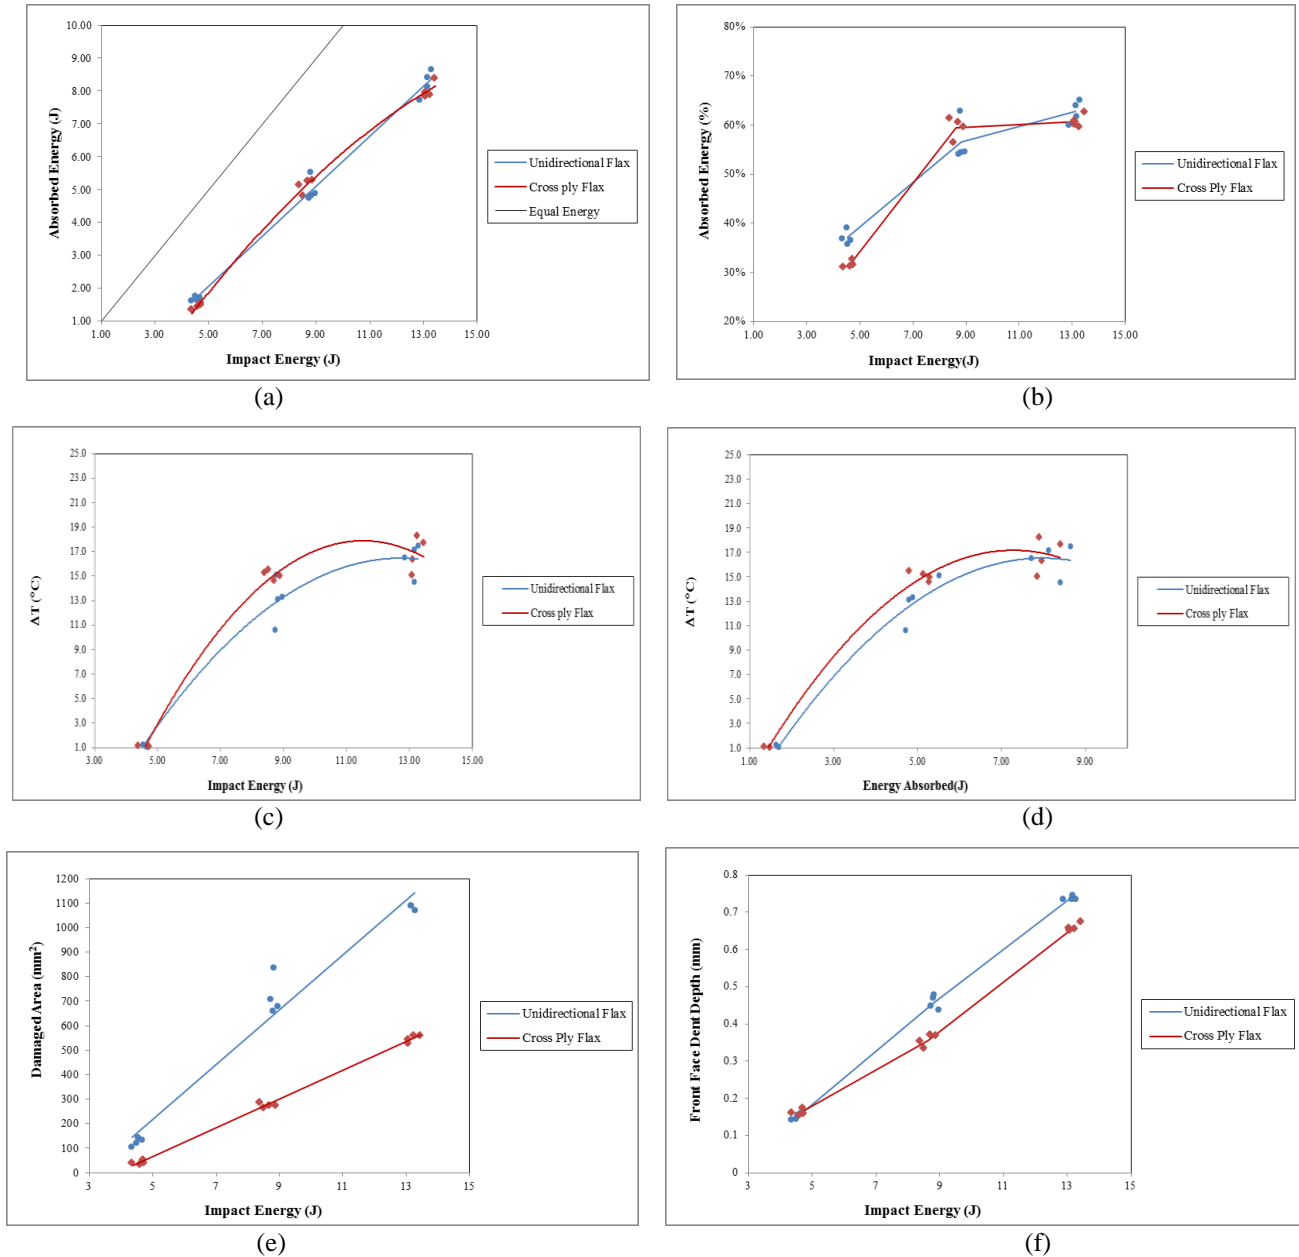 10.00
9.00
8.00
7.00
6.00
5.00
4.00
3.00
2.00
1.00
Absorbed Energy (J)
1.00 3.00 5.00 7.00 9.00 11.00 13.00 15.00
Impact Energy (J)
Unidirectional Flax
Cross ply Flax
Equal Energy
(a)
80%
70%
60%
50%
40%
30%
20%
Absorbed Energy (%)
1.00 3.00 5.00 7.00 9.00 11.00 13.00 15.00
Impact Energy(J)
Unidirectional Flax
Cross Ply Flax
(b)
25.0
23.0
21.0
19.0
17.0
15.0
13.0
11.0
9.0
7.0
5.0
3.0
1.0
ΔT (°C)
3.00 5.00 7.00 9.00 11.00 13.00 15.00
Impact Energy (J)
Unidirectional Flax
Cross ply Flax
(c)
25.0
23.0
21.0
19.0
17.0
15.0
13.0
11.0
9.0
7.0
5.0
3.0
1.0
ΔT (°C)
1.00 3.00 5.00 7.00 9.00
Energy Absorbed(J)
Unidirectional Flax
Cross ply Flax
(d)
1200
1100
1000
900
800
700
600
500
400
300
200
100
0
Damaged Area (mm²)
3 5 7 9 11 13 15
Impact Energy (J)
Unidirectional Flax
Cross Ply Flax
(e)
0.8
0.7
0.6
0.5
0.4
0.3
0.2
0.1
0
Front Face Dent Depth (mm)
3 5 7 9 11 13 15
Impact Energy (J)
Unidirectional Flax
Cross Ply Flax
(f)